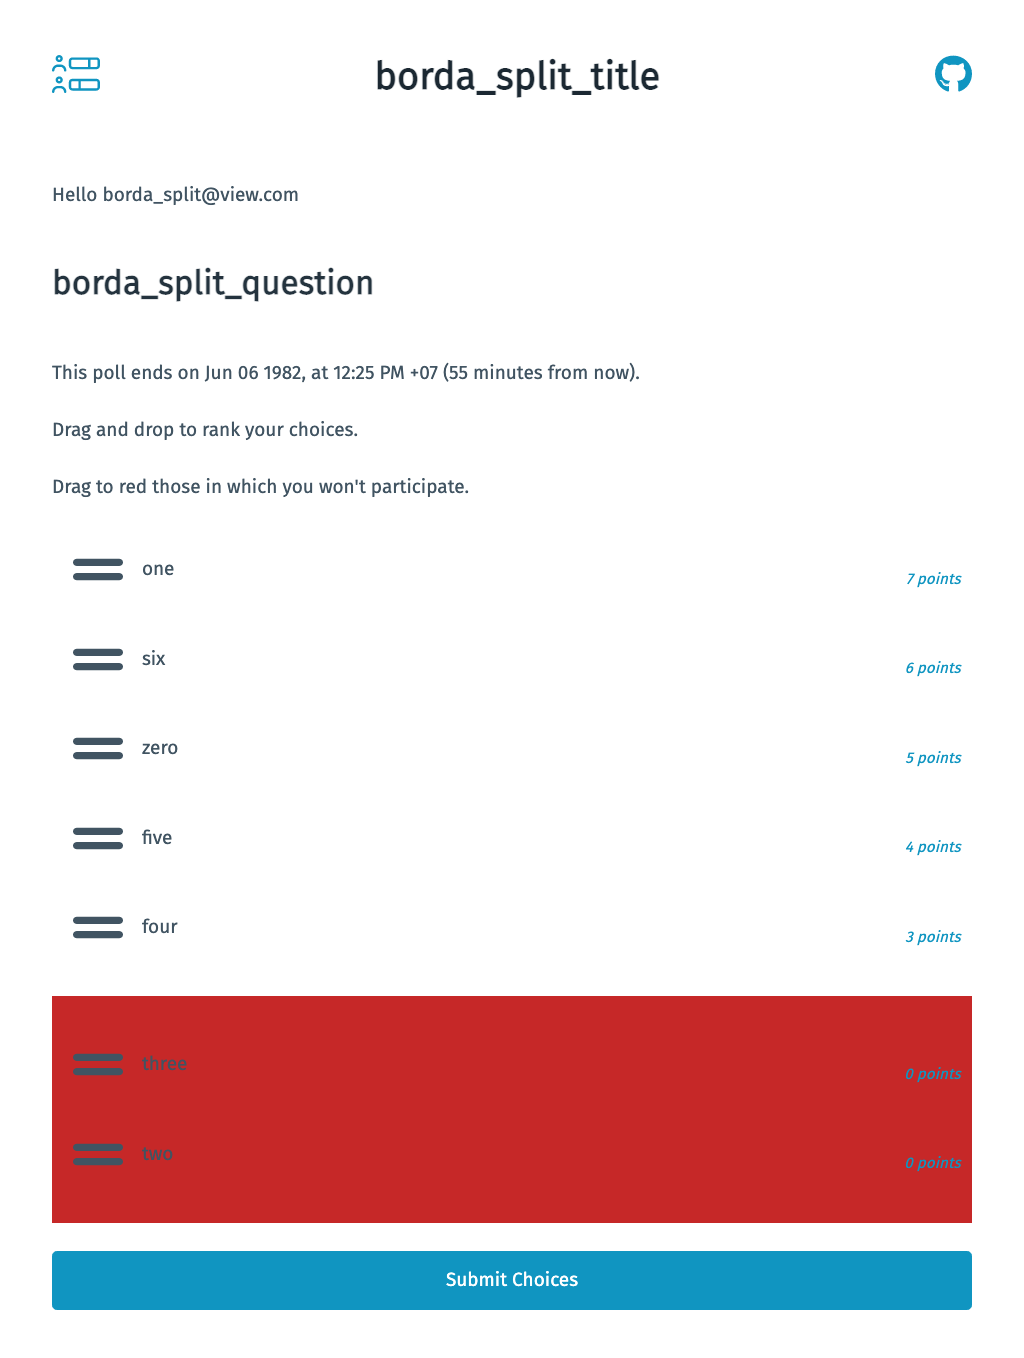 borda_split_title
Hello borda_split@view.com
borda_split_question
This poll ends on Jun 06 1982, at 12:25 PM +07 (55 minutes from now).
Drag and drop to rank your choices.
Drag to red those in which you won't participate.
one
7 points
six
6 points
zero
5 points
five
4 points
four
3 points
three
0 points
two
0 points
Submit Choices